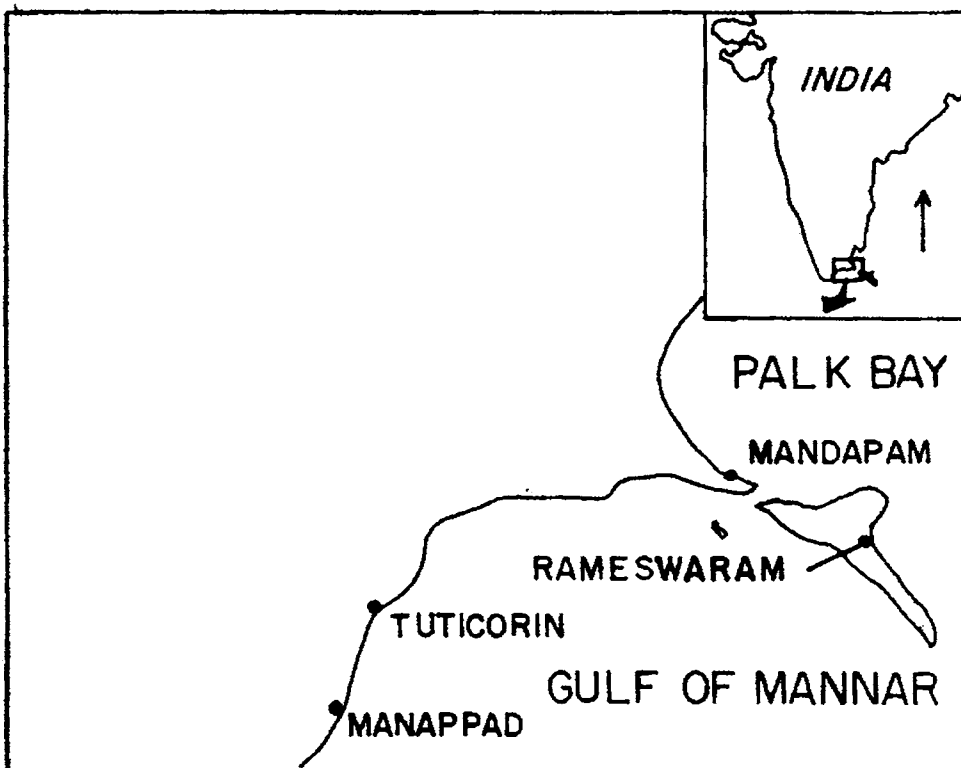 INDIA
PALK BAY
MANDAPAM
RAMESWARAM
TUTICORIN
GULF OF MANNAR
MANAPPAD